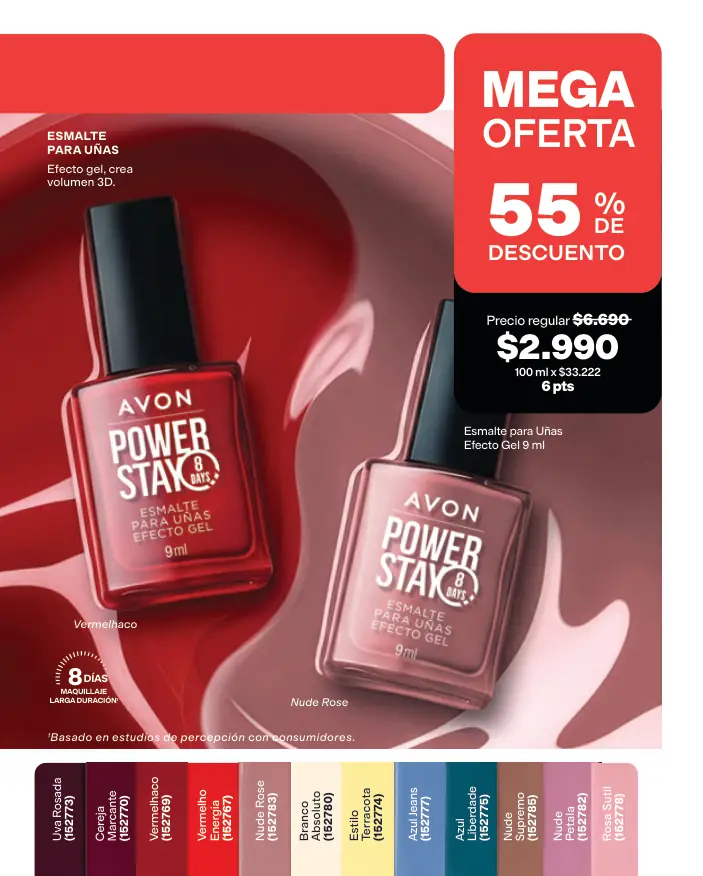 MEGA
OFERTA
55 %
DE
DESCUENTO
Precio regular $6.690
$2.990
100 ml x $33.222
6 pts
Esmalte para Uñas
Efecto Gel 9 ml
ESMALTE
PARA UÑAS
Efecto gel, crea
volumen 3D.
AVON
POWER
STAY 8
DAYS
ESMALTE
PARA UÑAS
EFECTO GEL
9ml
Vermelhaco
AVON
POWER
STAY 8
DAYS
ESMALTE
PARA UÑAS
EFECTO GEL
9ml
Nude Rose
8 DÍAS
MAQUILLAJE
LARGA DURACIÓN¹
¹Basado en estudios de percepción con consumidores.
Uva Rosada
(152773)
Cereja
Marcante
(152770)
Vermelhaco
(152769)
Vermelho
Energia
(152767)
Nude Rose
(152783)
Branco
Absoluto
(152780)
Estilo
Terracota
(152774)
Azul Jeans
(152777)
Azul
Liberdade
(152775)
Nude
Supremo
(152785)
Nude
Petala
(152782)
Rosa Sutil
(152778)